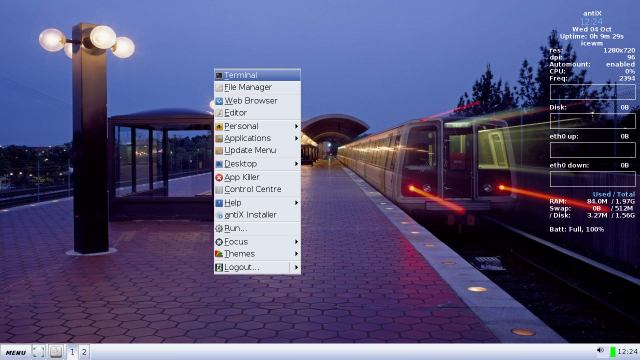 antiX
12:24
Wed 04 Oct
Uptime: 0h 9m 29s
icewm
res: 1280x720
dpi: 96
Automount: enabled
CPU: 0%
Freq: 2394
Disk: 0B
eth0 up: 0B
eth0 down: 0B
Used / Total
RAM: 84.0M / 1.97G
Swap: 0B / 512M
/ Disk: 3.27M / 1.56G
Batt: Full, 100%
Terminal
File Manager
Web Browser
Editor
Personal
Applications
Update Menu
Desktop
App Killer
Control Centre
Help
antiX Installer
Run...
Focus
Themes
Logout...
MENU 1 2 12:24